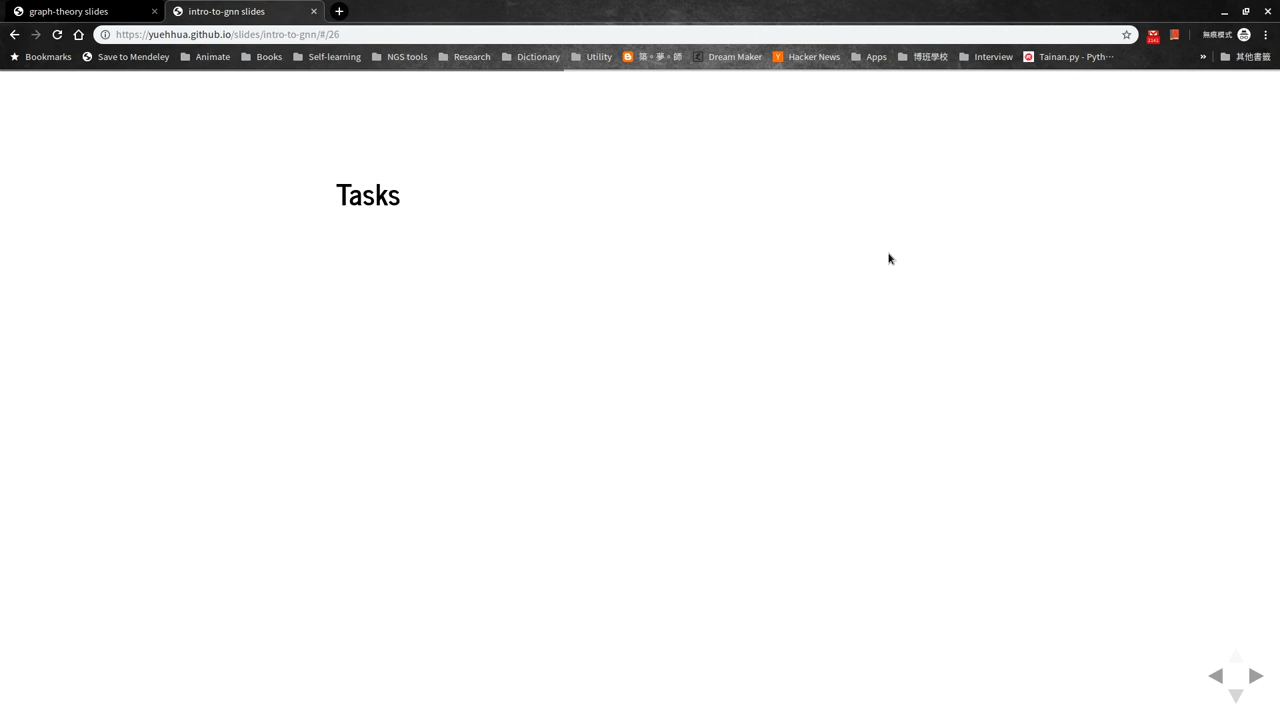 graph-theory slides
intro-to-gnn slides
https://yuehhua.github.io/slides/intro-to-gnn/#/26
無痕模式
Bookmarks
Save to Mendeley
Animate
Books
Self-learning
NGS tools
Research
Dictionary
Utility
築。夢。師
Dream Maker
Hacker News
Apps
博班學校
Interview
Tainan.py - Pyth…
»
其他書籤
Tasks